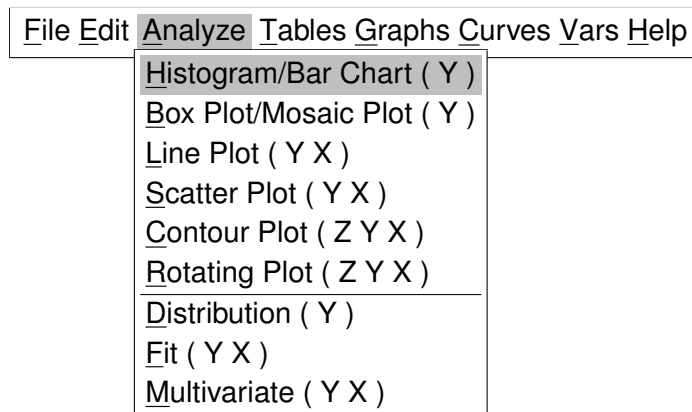 File Edit Analyze Tables Graphs Curves Vars Help
Histogram/Bar Chart ( Y )
Box Plot/Mosaic Plot ( Y )
Line Plot ( Y X )
Scatter Plot ( Y X )
Contour Plot ( Z Y X )
Rotating Plot ( Z Y X )
Distribution ( Y )
Fit ( Y X )
Multivariate ( Y X )